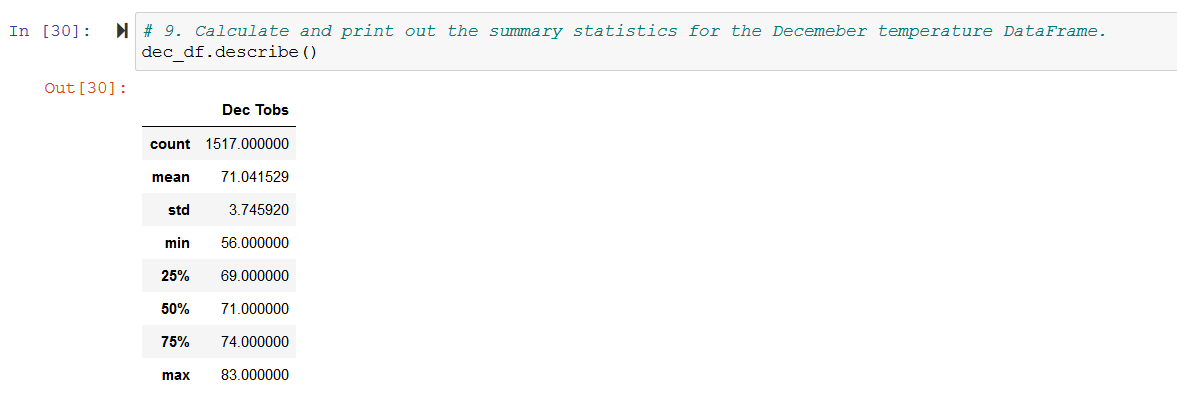 In [30]: # 9. Calculate and print out the summary statistics for the Decemeber temperature DataFrame.
dec_df.describe()
Out[30]:
Dec Tobs
count 1517.000000
mean 71.041529
std 3.745920
min 56.000000
25% 69.000000
50% 71.000000
75% 74.000000
max 83.000000